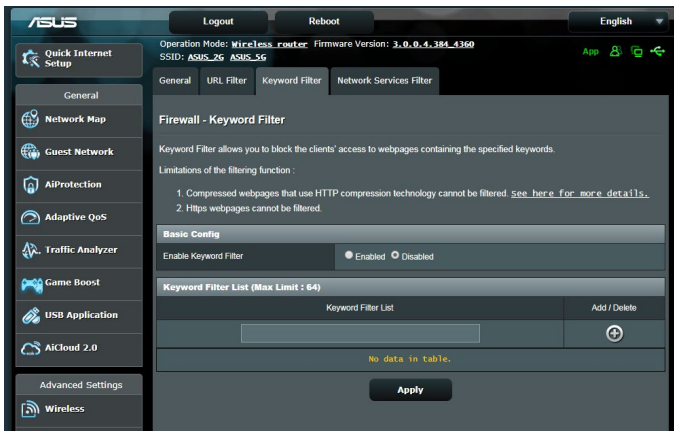 ASUS
Logout
Reboot
English
Quick Internet
Setup
Operation Mode: Wireless router Firmware Version: 3.0.0.4.384_4360
SSID: ASUS_2G ASUS_5G
App
General
URL Filter
Keyword Filter
Network Services Filter
General
Network Map
Guest Network
AiProtection
Adaptive QoS
Traffic Analyzer
Game Boost
USB Application
AiCloud 2.0
Advanced Settings
Wireless
Firewall - Keyword Filter
Keyword Filter allows you to block the clients' access to webpages containing the specified keywords.
Limitations of the filtering function :
1. Compressed webpages that use HTTP compression technology cannot be filtered. See here for more details.
2. Https webpages cannot be filtered.
Basic Config
Enable Keyword Filter
Enabled
Disabled
Keyword Filter List (Max Limit : 64)
Keyword Filter List
Add / Delete
No data in table.
Apply